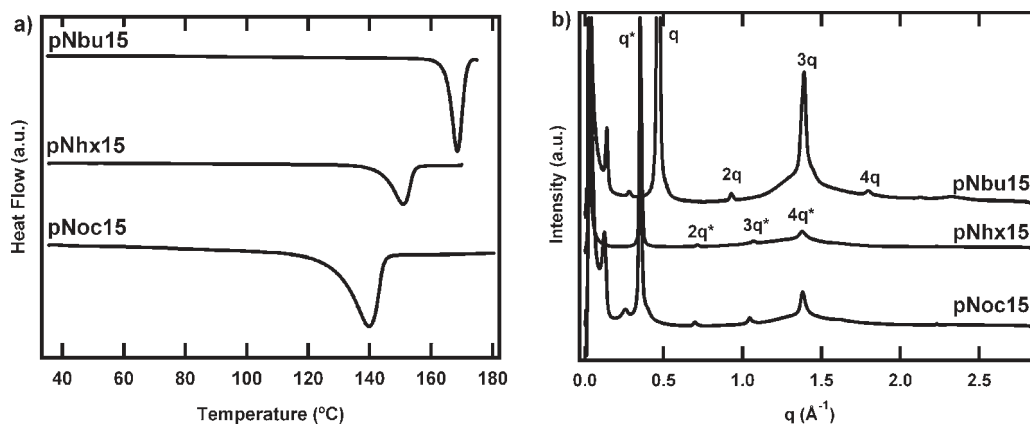 a)
pNbu15
pNhx15
pNoc15
Heat Flow (a.u.)
40 60 80 100 120 140 160 180
Temperature (ºC)
b)
q* q
3q
2q 4q
pNbu15
2q* 3q* 4q*
pNhx15
pNoc15
Intensity (a.u.)
0.0 0.5 1.0 1.5 2.0 2.5
q (Å-1)